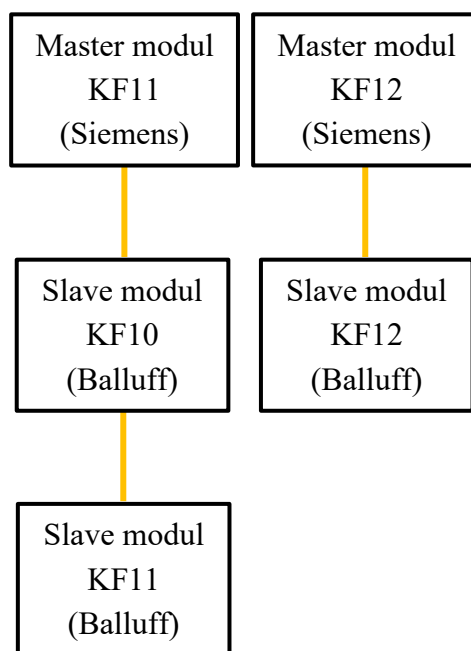 Master modul
KF11
(Siemens)
Master modul
KF12
(Siemens)
Slave modul
KF10
(Balluff)
Slave modul
KF12
(Balluff)
Slave modul
KF11
(Balluff)